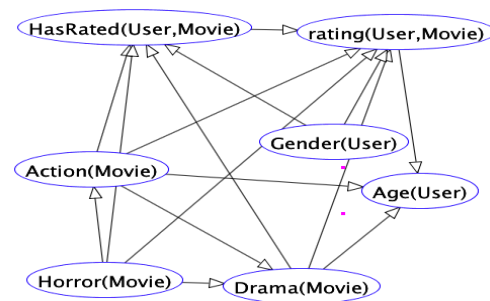 HasRated(User,Movie)
rating(User,Movie)
Gender(User)
Action(Movie)
Age(User)
Horror(Movie)
Drama(Movie)